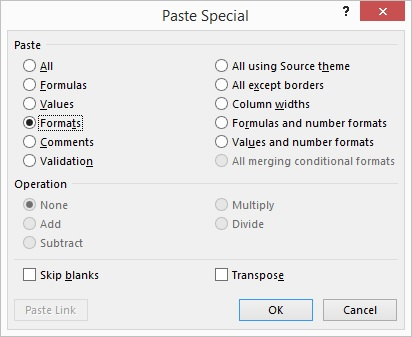 Paste Special
?
Paste
All
All using Source theme
Formulas
All except borders
Values
Column widths
Formats
Formulas and number formats
Comments
Values and number formats
Validation
All merging conditional formats
Operation
None
Multiply
Add
Divide
Subtract
Skip blanks
Transpose
Paste Link
OK
Cancel